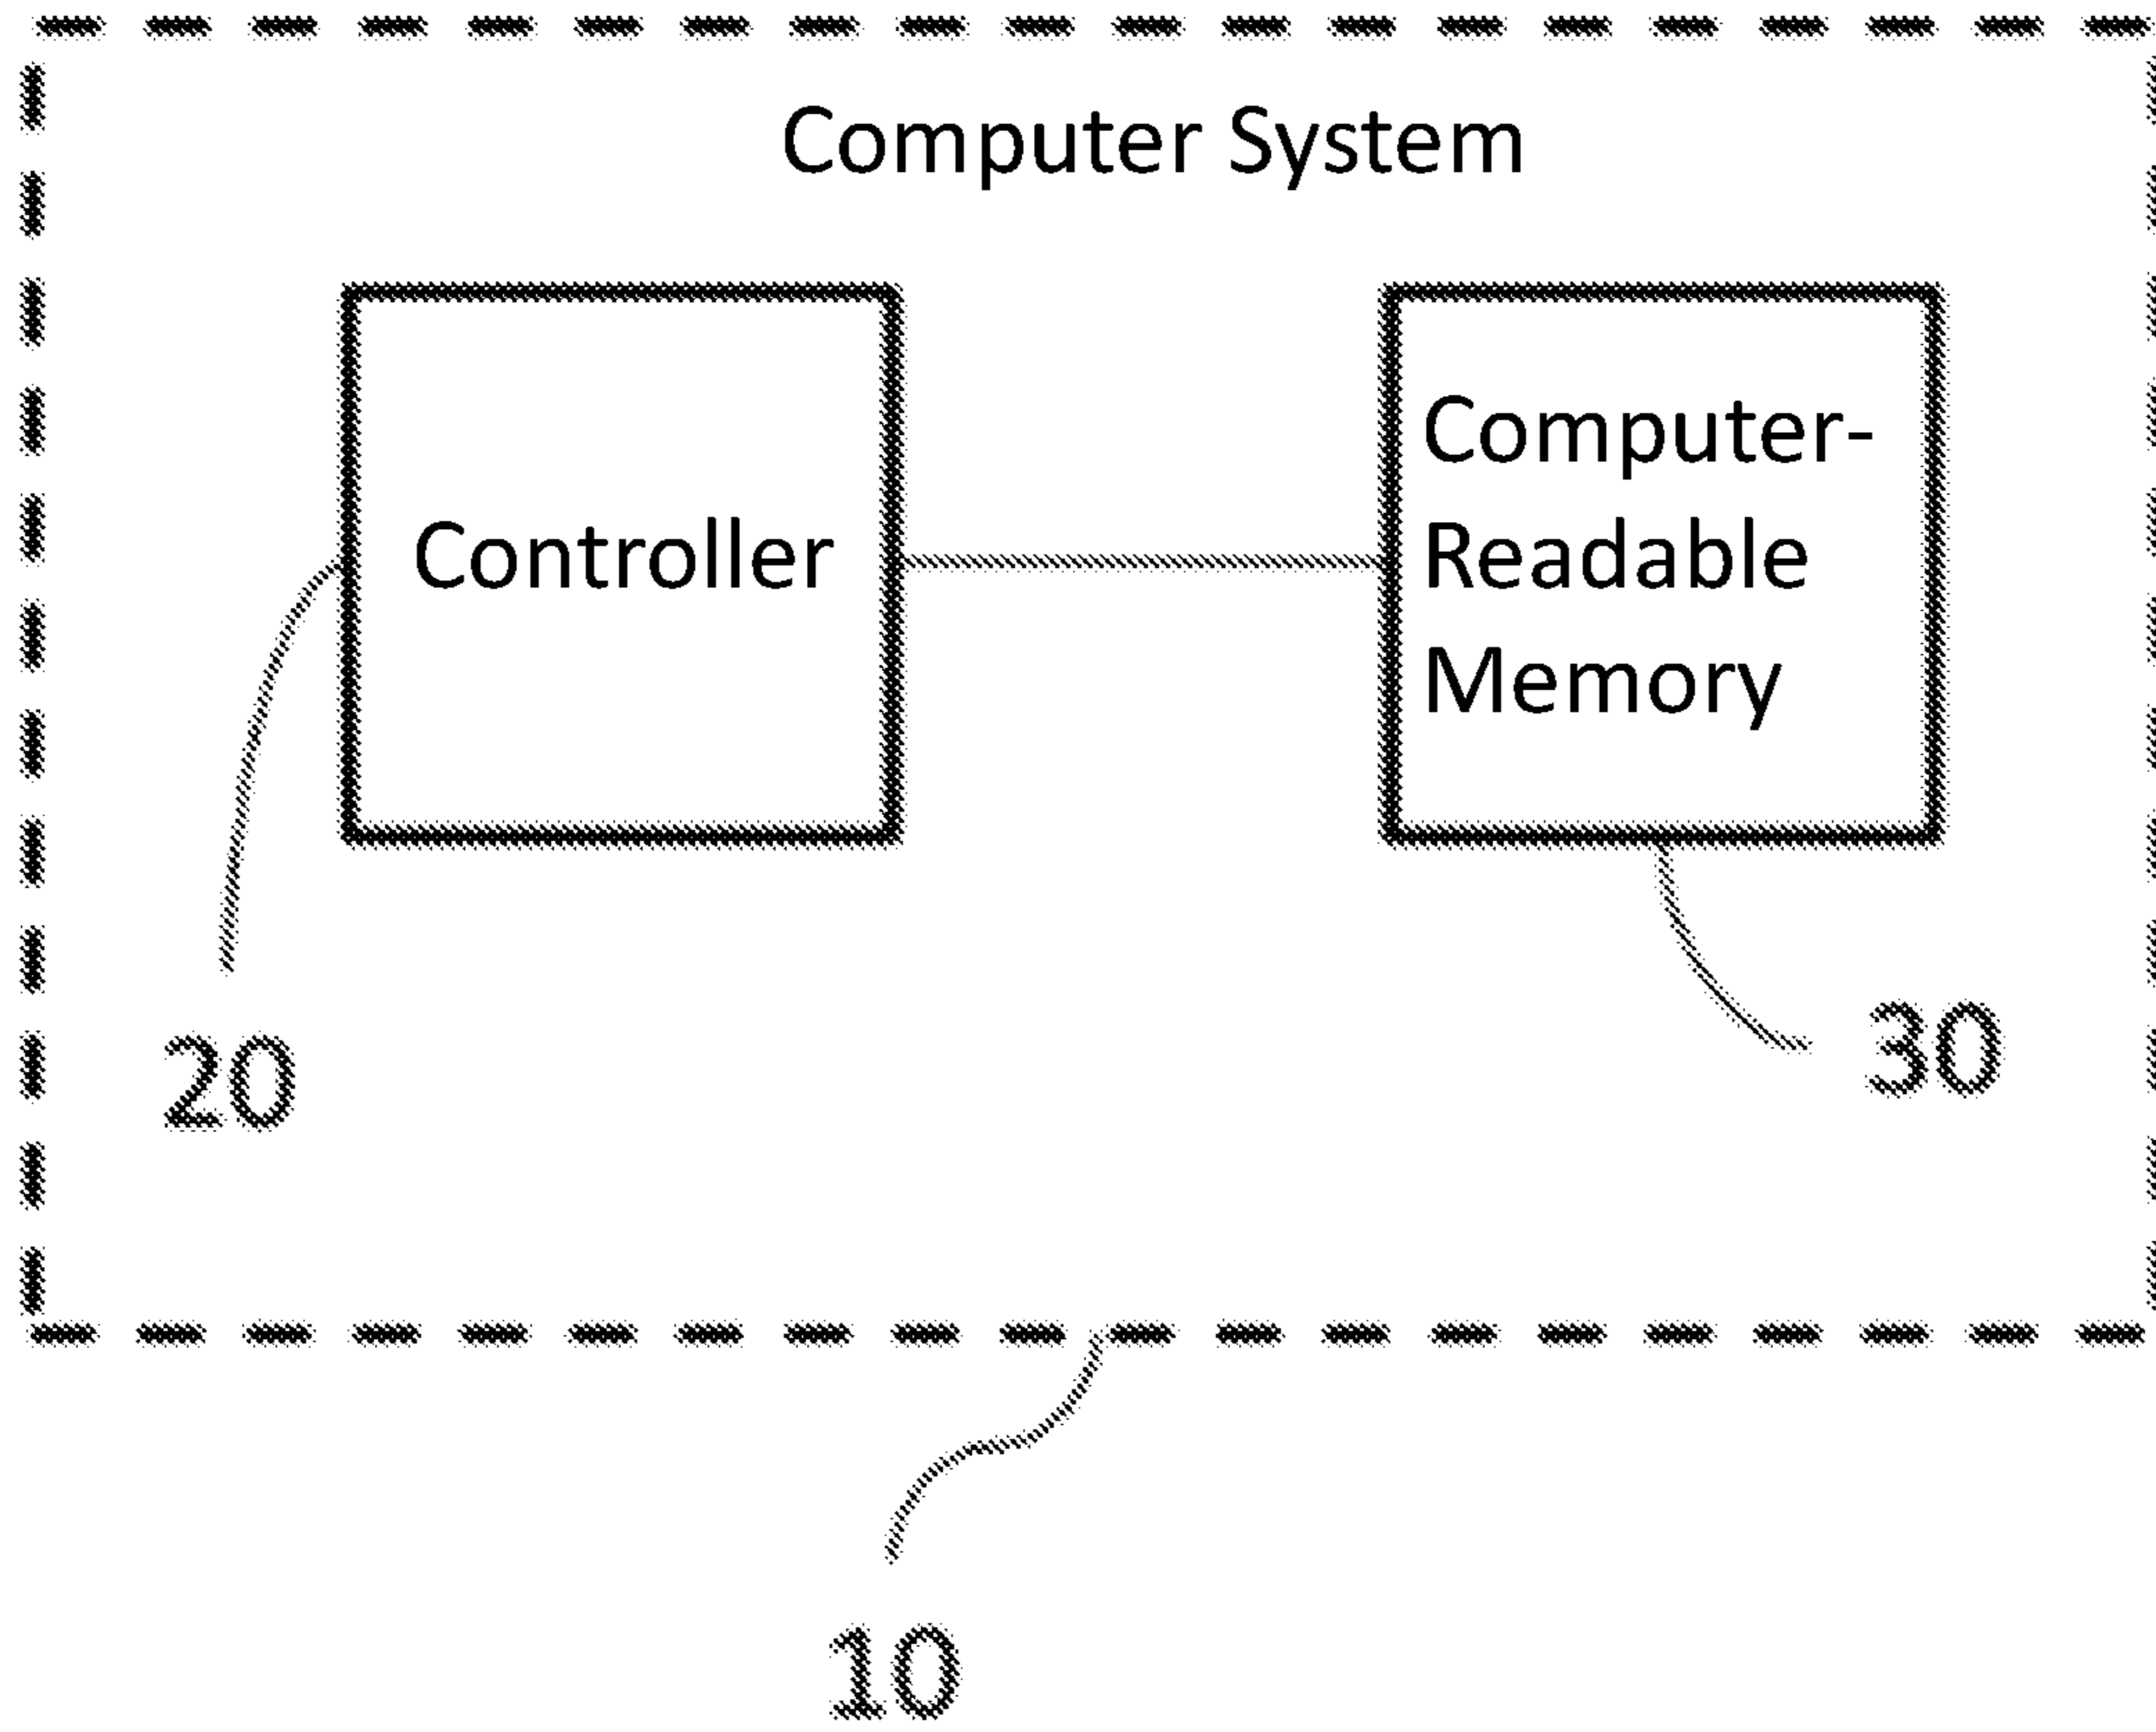 Computer System
Controller
Computer-
Readable
Memory
20
30
10